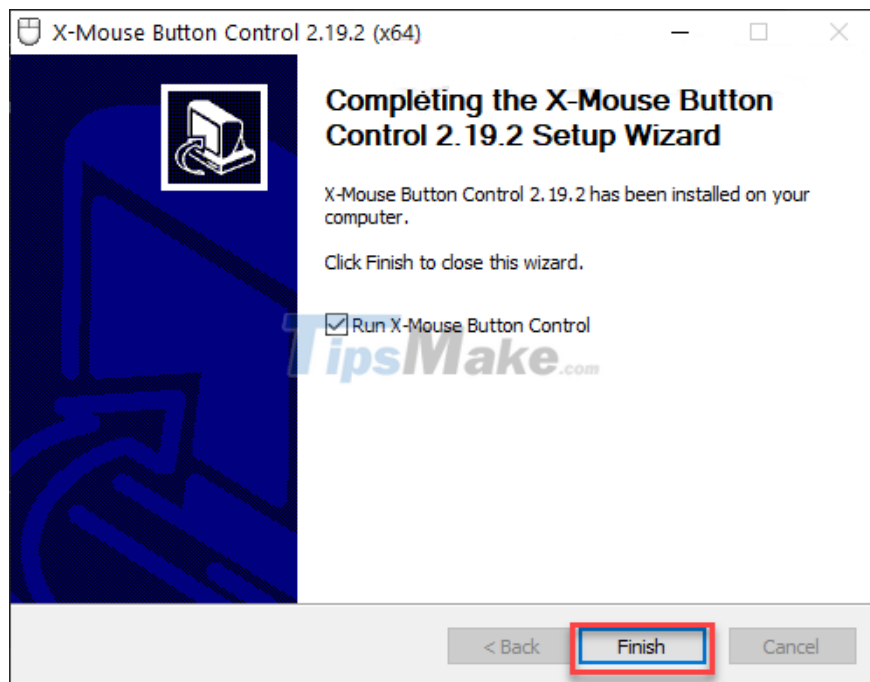 X-Mouse Button Control 2.19.2 (x64)
Completing the X-Mouse Button
Control 2.19.2 Setup Wizard
X-Mouse Button Control 2.19.2 has been installed on your
computer.
Click Finish to close this wizard.
Run X-Mouse Button Control
TipsMake.com
< Back
Finish
Cancel